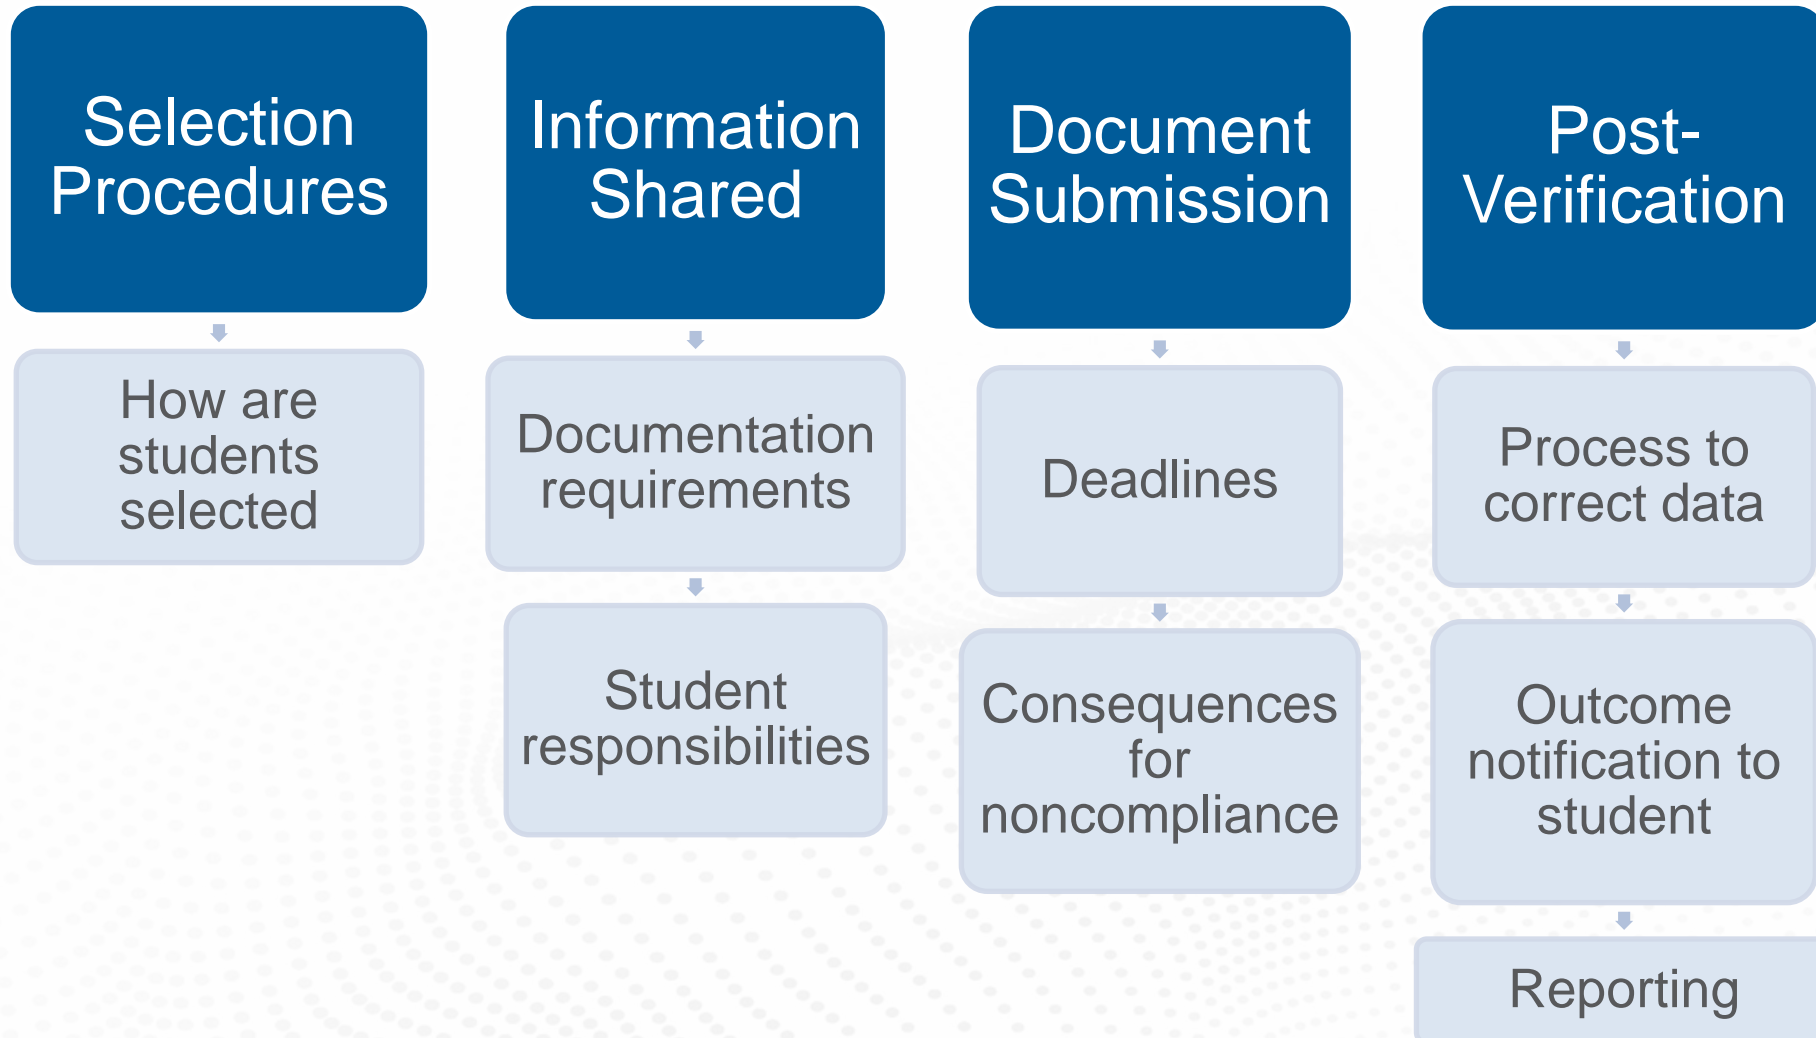 Selection
Procedures
How are
students
selected
Information
Shared
Documentation
requirements
Student
responsibilities
Document
Submission
Deadlines
Consequences
for
noncompliance
Post-
Verification
Process to
correct data
Outcome
notification to
student
Reporting